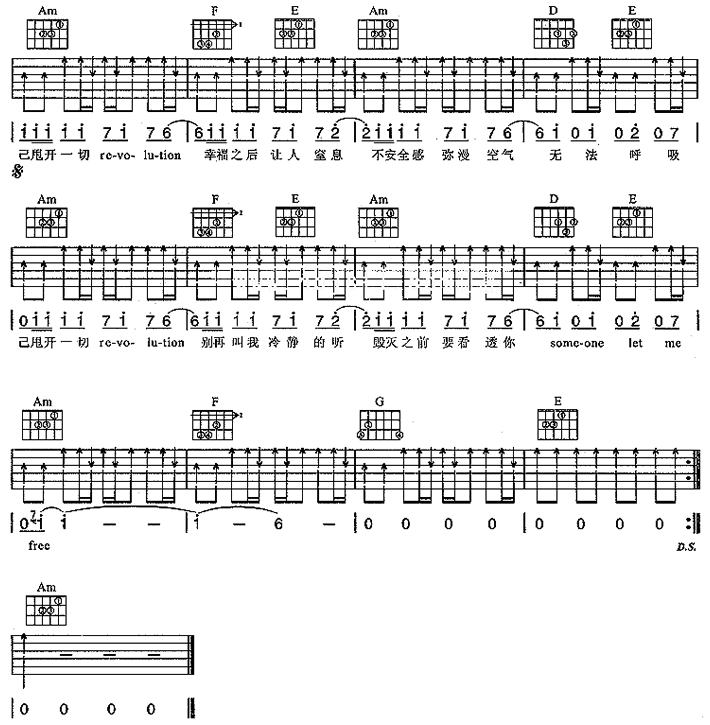 Am F E Am D E
i i i i i 7 i 7 6 6 i i i i 7 i 7 2 2 i i i i 7 i 7 6 6 i 0 i 0 2 0 7
己甩开一切 re-vo- lu-tion 幸福之后 让人 窒息 不安全感 弥漫 空气 无 法 呼 吸
Am F E Am D E
0 i i i i 7 i 7 6 6 i i i i 7 i 7 2 2 i i i i 7 i 7 6 6 i 0 i 0 2 0 7
己甩开一切 re-vo- lu-tion 别再叫我 冷静 的听 毁灭之前 要看 透你 some-one let me
Am F G E
0 7 i i – – i – 6 – 0 0 0 0 0 0 0 0
free D.S.
Am
0 0 0 0